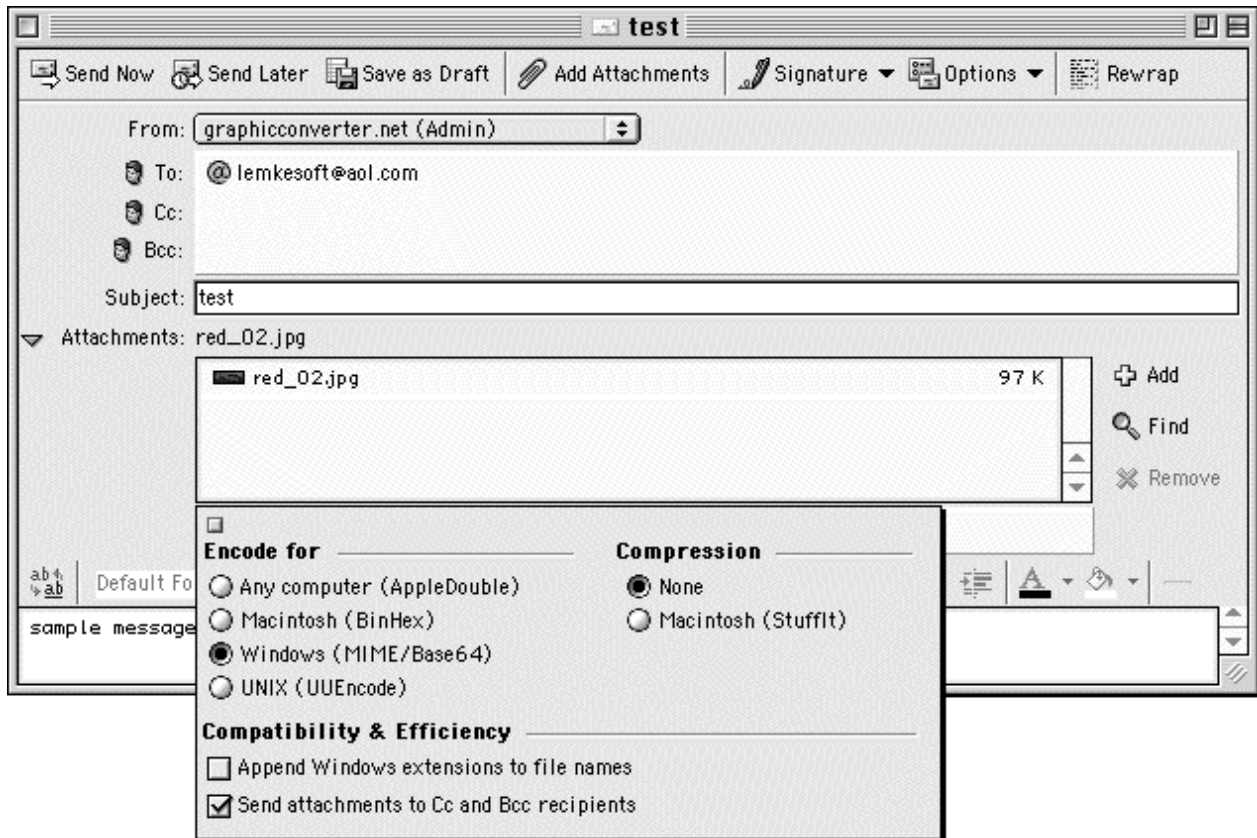 test
Send Now Send Later Save as Draft Add Attachments Signature Options Rewrap
From: graphicconverter.net (Admin)
To: @ lemkesoft@aol.com
Cc:
Bcc:
Subject: test
Attachments: red_02.jpg
red_02.jpg 97 K
Add
Find
Remove
Encode for
Any computer (AppleDouble)
Macintosh (BinHex)
Windows (MIME/Base64)
UNIX (UUEncode)
Compression
None
Macintosh (StuffIt)
ab ab Default Fo A
sample message
Compatibility & Efficiency
Append Windows extensions to file names
Send attachments to Cc and Bcc recipients